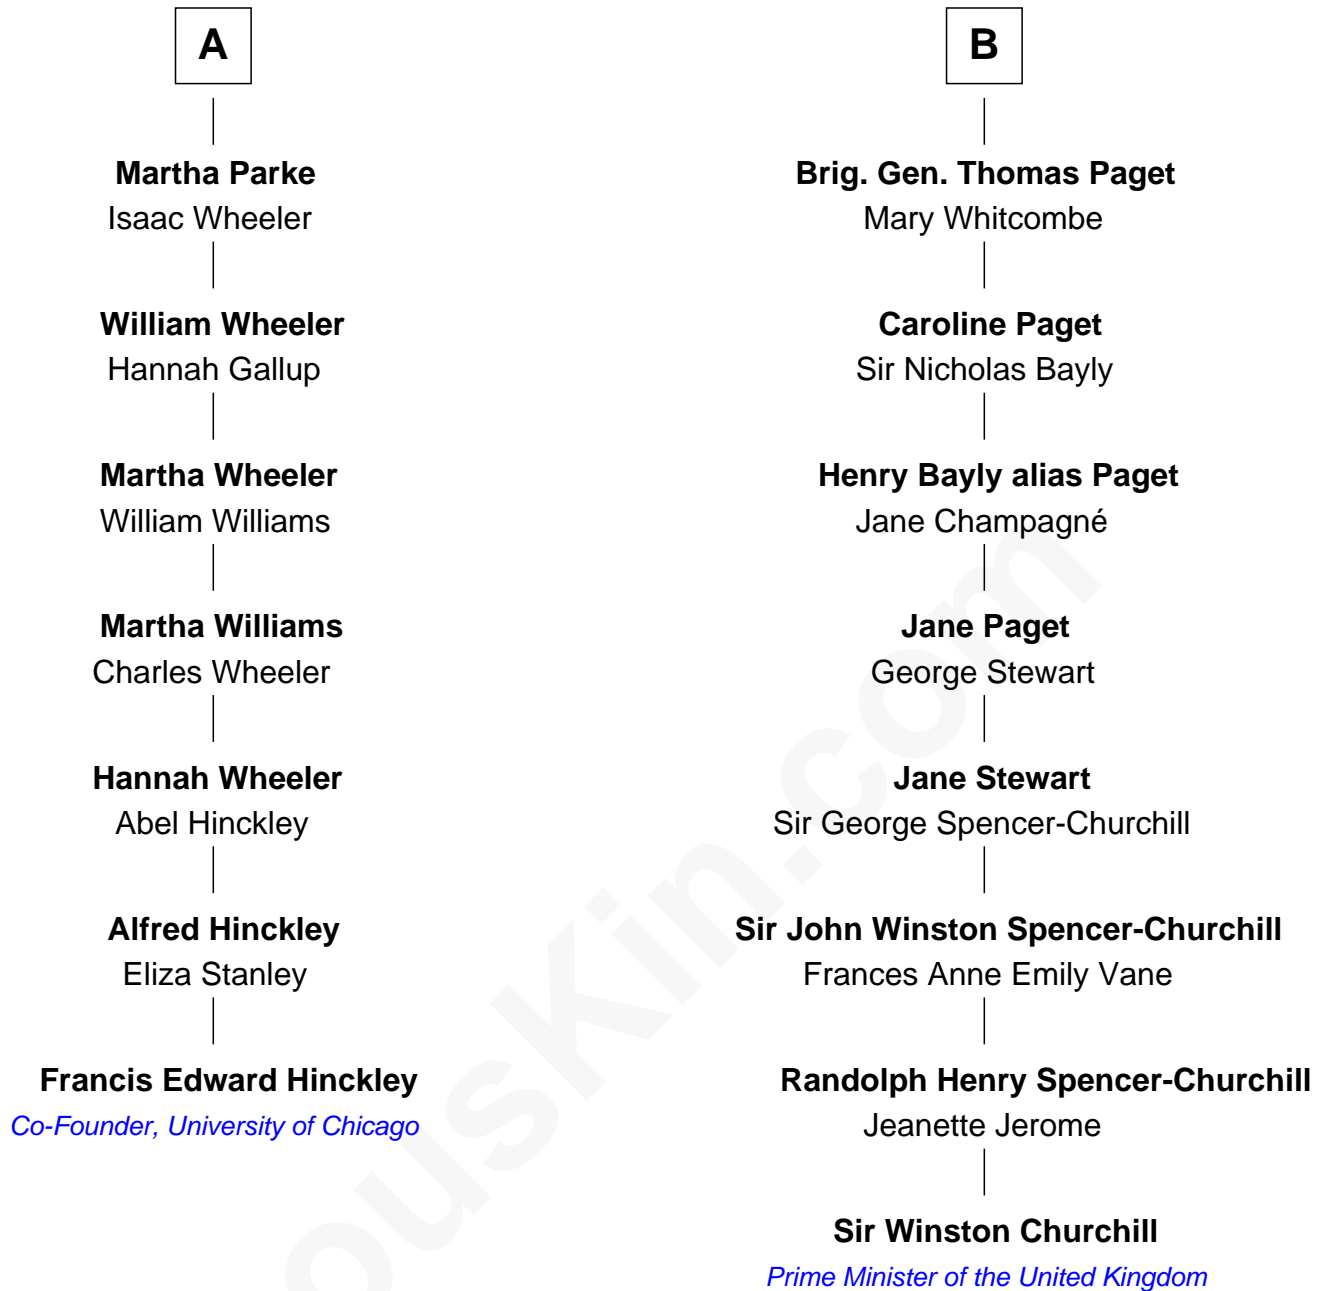 A
Martha Parke
Isaac Wheeler
William Wheeler
Hannah Gallup
Martha Wheeler
William Williams
Martha Williams
Charles Wheeler
Hannah Wheeler
Abel Hinckley
Alfred Hinckley
Eliza Stanley
Francis Edward Hinckley
Co-Founder, University of Chicago
B
Brig. Gen. Thomas Paget
Mary Whitcombe
Caroline Paget
Sir Nicholas Bayly
Henry Bayly alias Paget
Jane Champagné
Jane Paget
George Stewart
Jane Stewart
Sir George Spencer-Churchill
Sir John Winston Spencer-Churchill
Frances Anne Emily Vane
Randolph Henry Spencer-Churchill
Jeanette Jerome
Sir Winston Churchill
Prime Minister of the United Kingdom
ousKin.com